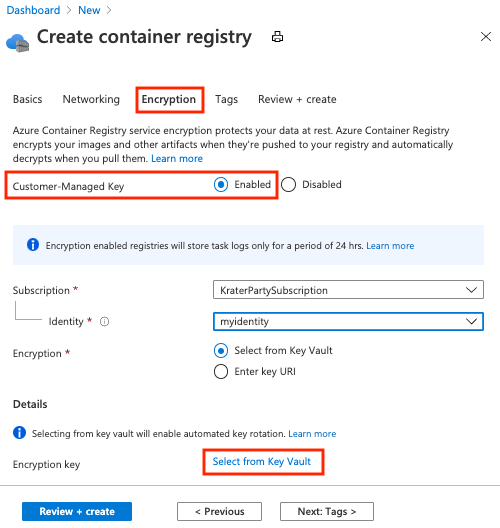 Dashboard > New >
Create container registry
Basics Networking Encryption Tags Review + create
Azure Container Registry service encryption protects your data at rest. Azure Container Registry
encrypts your images and other artifacts when they're pushed to your registry and automatically
decrypts when you pull them. Learn more
Customer-Managed Key Enabled Disabled
Encryption enabled registries will store task logs only for a period of 24 hrs. Learn more
Subscription * KraterPartySubscription
Identity * myidentity
Encryption * Select from Key Vault
Enter key URI
Details
Selecting from key vault will enable automated key rotation. Learn more
Encryption key Select from Key Vault
Review + create < Previous Next: Tags >